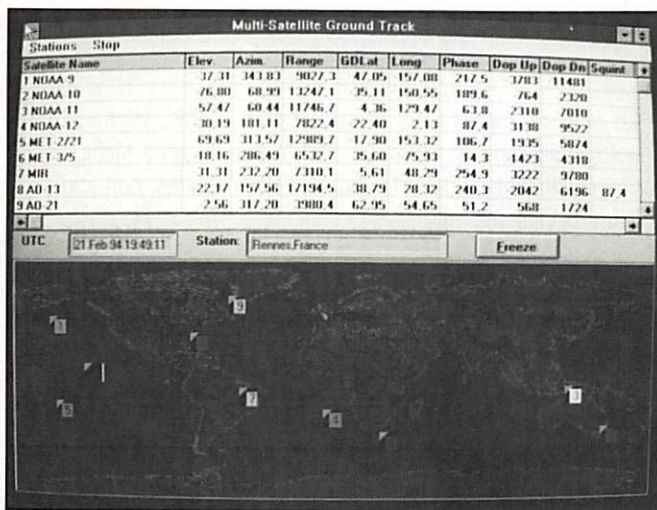 Multi-Satellite Ground Track
Stations Stop
Satellite Name Elev. Azim. Range GDLat Long Phase Dop Up Dop Dn Squint
1 NOAA-9 -37,31 343,83 9027,3 47,05 157,08 217,5 3783 11481
2 NOAA-10 -76,80 68,99 13247,1 35,11 150,55 189,6 764 2320
3 NOAA-11 -57,47 60,44 11746,7 4,36 129,47 63,8 2310 7010
4 NOAA-12 -30,19 181,11 7822,4 22,40 2,13 87,4 3138 9522
5 MET-2/21 -69,69 313,57 12989,7 17,90 153,32 106,7 1935 5874
6 MET-3/5 -18,16 286,49 6532,7 35,60 75,93 14,3 -1423 4318
7 MIR -31,31 232,20 7310,1 5,61 48,29 254,9 3222 9780
8 AO-13 -22,17 157,56 17194,5 38,79 28,32 240,3 -2042 6196 87,4
9 AO-21 -2,56 317,20 3980,4 62,95 54,65 51,2 568 1724
UTC 21 Feb 94 19:49:11 Station: Rennes,France Freeze
9
1
7
5
4
3